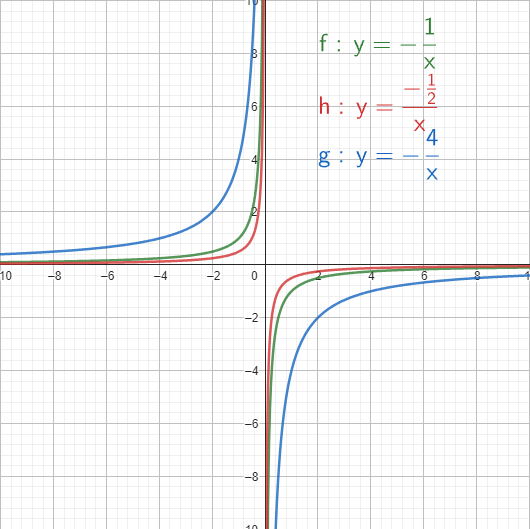 10
f : y = − 1/x
8
h : y = − 1/2 / x
6
g : y = − 4/x
4
2
10 −8 −6 −4 −2 0 2 4 6 8 1
−2
−4
−6
−8
10